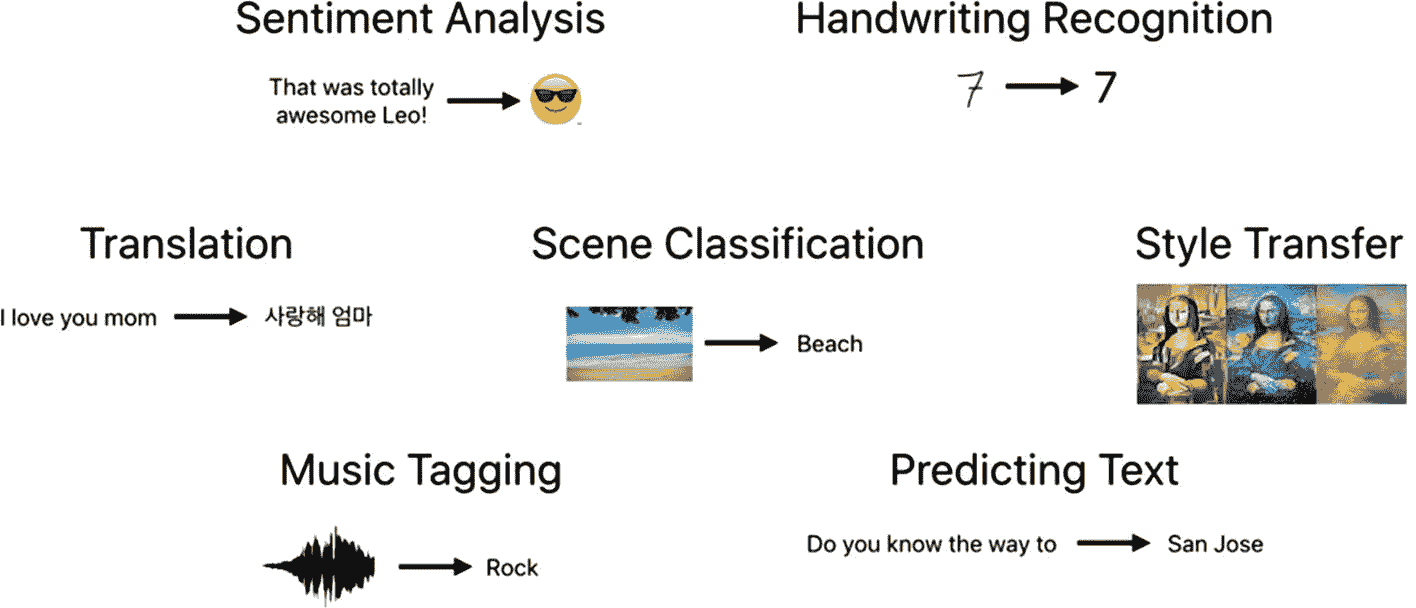 Sentiment Analysis
That was totally
awesome Leo!
Handwriting Recognition
7
7
Translation
I love you mom
사랑해 엄마
Scene Classification
Beach
Style Transfer
Music Tagging
Rock
Predicting Text
Do you know the way to
San Jose